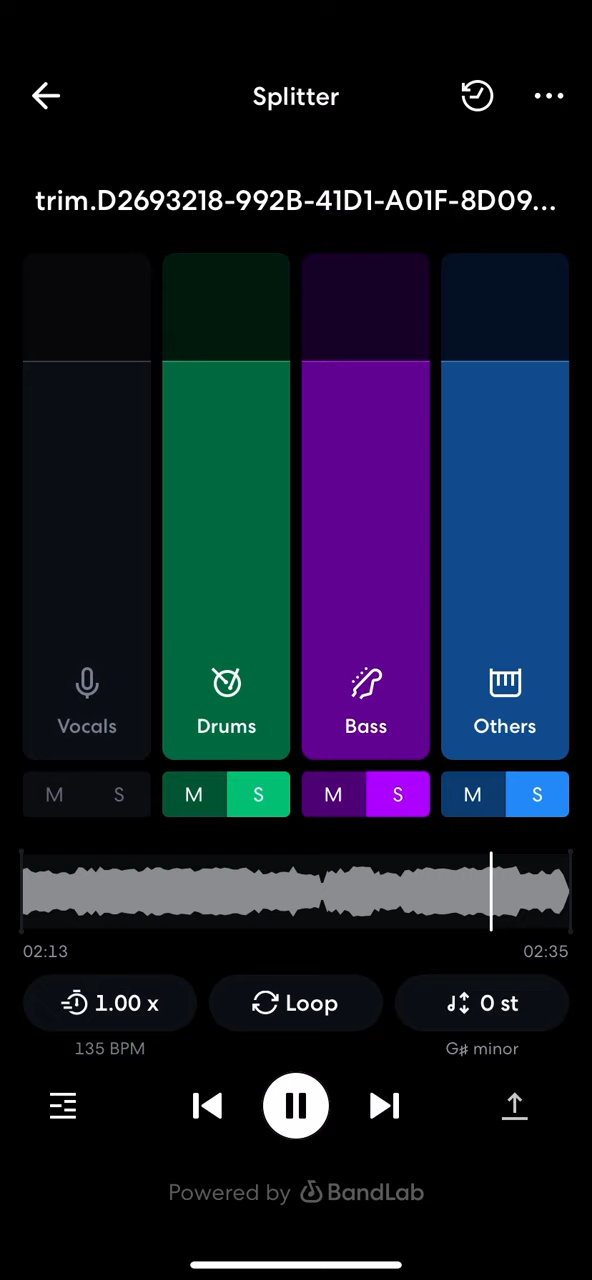 Splitter
trim.D2693218-992B-41D1-A01F-8D09...
Vocals Drums Bass Others
M S M S M S M S
02:13 02:35
1.00 x Loop 0 st
135 BPM G♯ minor
Powered by BandLab